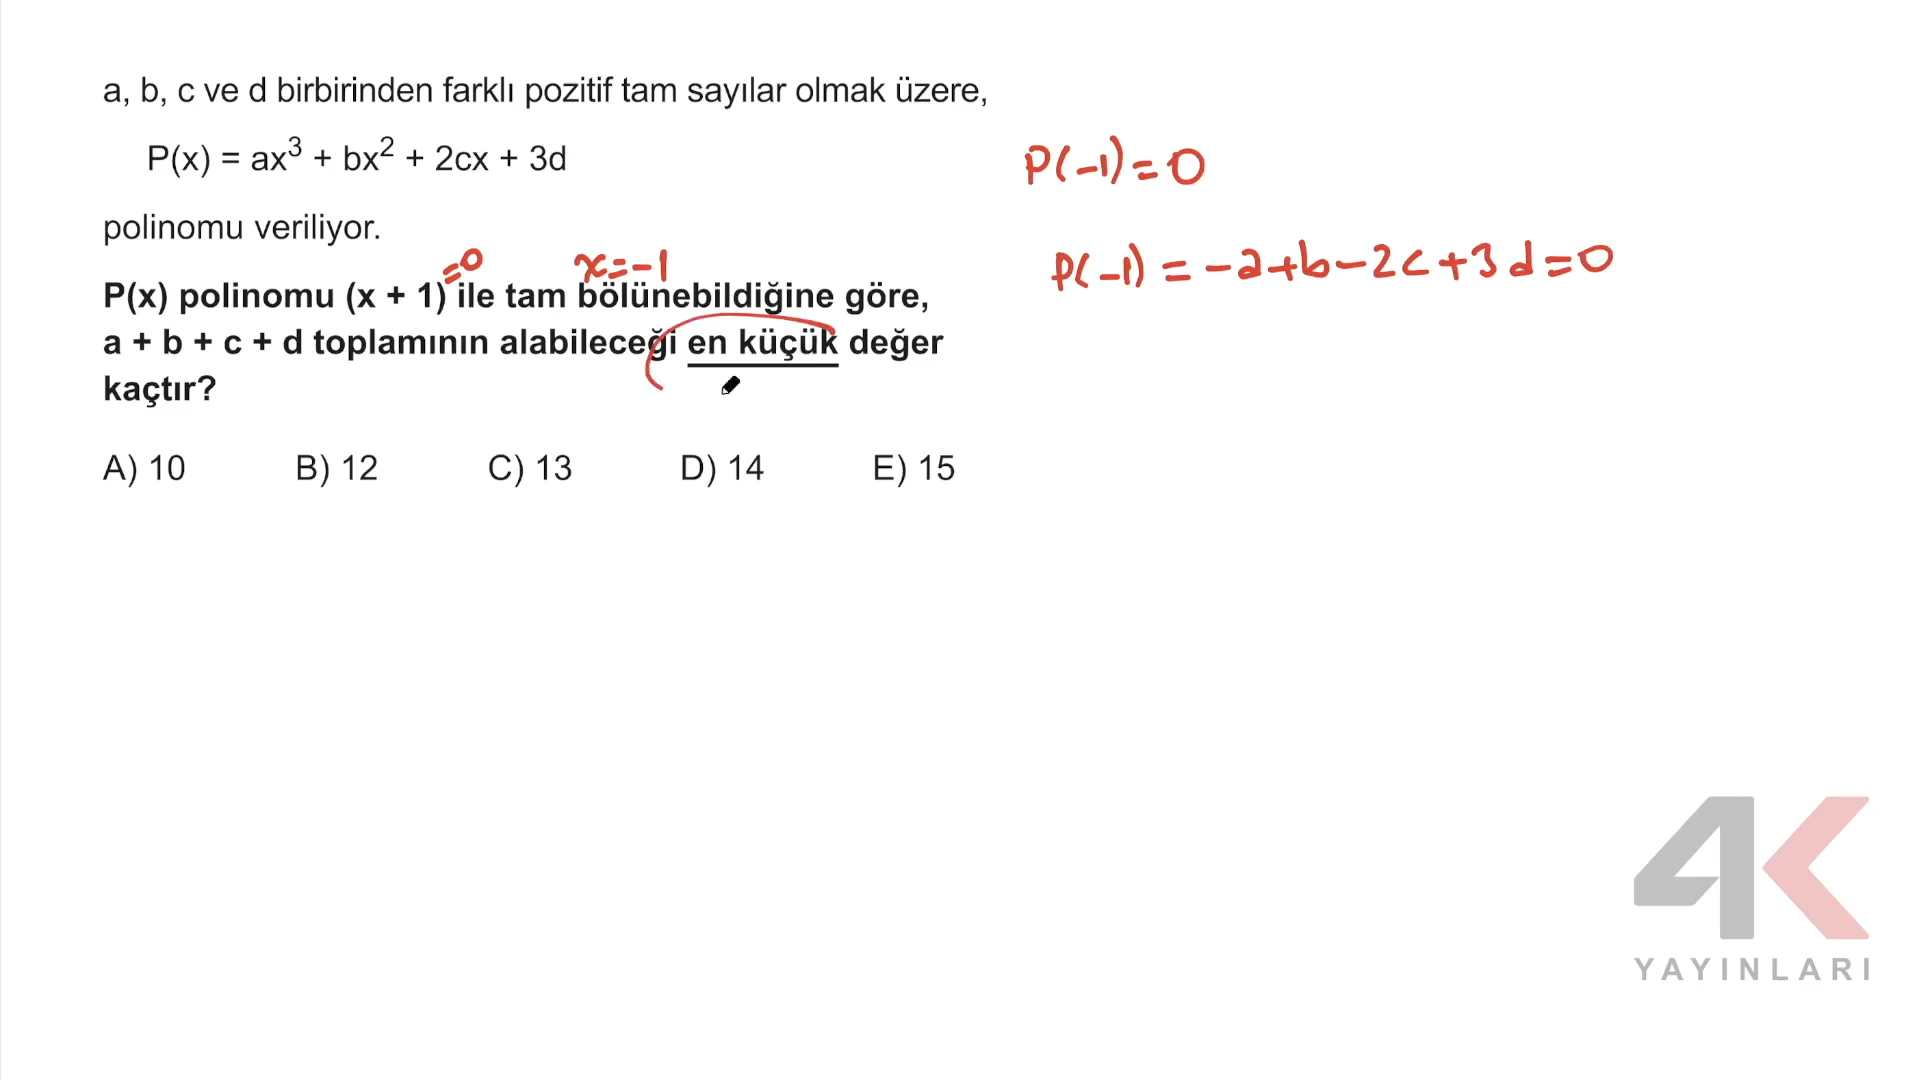 a, b, c ve d birbirinden farklı pozitif tam sayılar olmak üzere,
P(x) = ax³ + bx² + 2cx + 3d
polinomu veriliyor.
=0 x=-1
P(x) polinomu (x + 1) ile tam bölünebildiğine göre,
a + b + c + d toplamının alabileceği en küçük değer
kaçtır?
A) 10 B) 12 C) 13 D) 14 E) 15
P(-1)=0
P(-1) = -a+b-2c+3d=0
4K
YAYINLARI